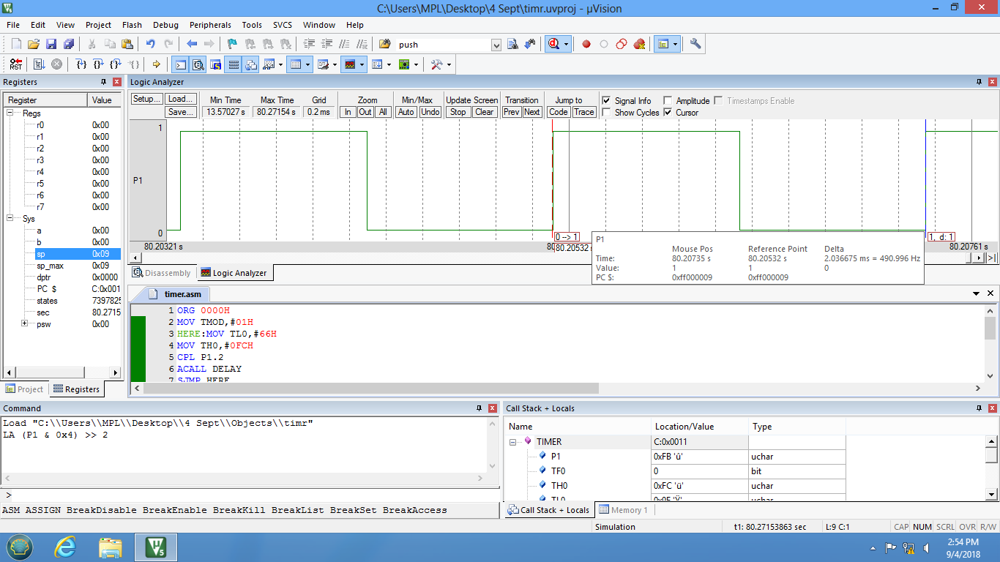 C:\Users\MPL\Desktop\4 Sept\timr.uvproj - µVision
File Edit View Project Flash Debug Peripherals Tools SVCS Window Help
push
Registers
Register Value
Regs
r0 0x00
r1 0x00
r2 0x00
r3 0x00
r4 0x00
r5 0x00
r6 0x00
r7 0x00
Sys
a 0x00
b 0x00
sp 0x09
sp_max 0x09
dptr 0x0000
PC $ C:0x001
states 7397825
sec 80.2715
psw 0x00
Project Registers
Logic Analyzer
Setup... Load... Min Time Max Time Grid Zoom Min/Max Update Screen Transition Jump to Signal Info Amplitude Timestamps Enable
Save... 13.57027 s 80.27154 s 0.2 ms In Out All Auto Undo Stop Clear Prev Next Code Trace Show Cycles Cursor
1
P1
0
0 --> 1
1, d: 1
80.20321 s
80.20532
80.20761 s
P1
Mouse Pos Reference Point Delta
Time: 80.20735 s 80.20532 s 2.036675 ms = 490.996 Hz
Value: 1 1 0
PC $: 0xff000009 0xff000009
Disassembly Logic Analyzer
timer.asm
1 ORG 0000H
2 MOV TMOD,#01H
3 HERE:MOV TL0,#66H
4 MOV TH0,#0FCH
5 CPL P1.2
6 ACALL DELAY
7 SJMP HERE
Command
Load "C:\\Users\\MPL\\Desktop\\4 Sept\\Objects\\timr"
LA (P1 & 0x4) >> 2
>
ASM ASSIGN BreakDisable BreakEnable BreakKill BreakList BreakSet BreakAccess
Call Stack + Locals
Name Location/Value Type
TIMER C:0x0011
P1 0xFB 'û' uchar
TF0 0 bit
TH0 0xFC 'ü' uchar
TL0 0x9F 'Ÿ' uchar
Call Stack + Locals Memory 1
Simulation t1: 80.27153863 sec L:9 C:1 CAP NUM SCRL OVR R/W
2:54 PM
9/4/2018